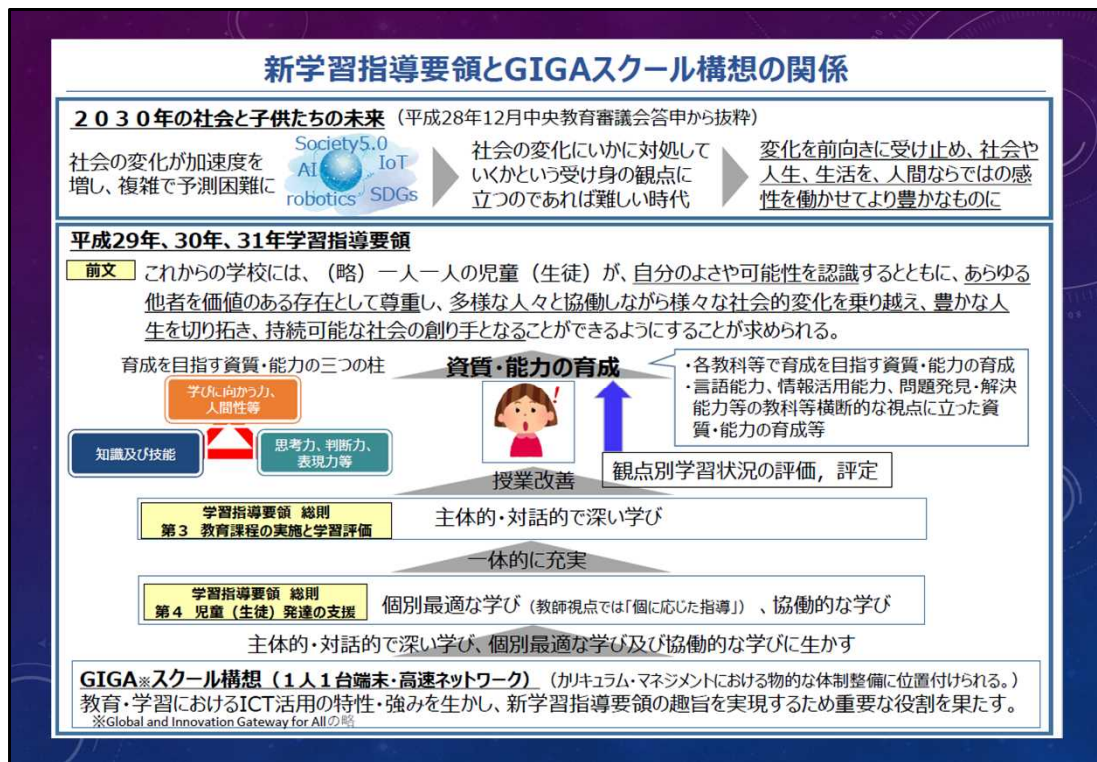 新学習指導要領とGIGAスクール構想の関係
2030年の社会と子供たちの未来（平成28年12月中央教育審議会答申から抜粋）
社会の変化が加速度を
増し、複雑で予測困難に
Society5.0
AI
IoT
robotics
SDGs
社会の変化にいかに対処して
いくかという受け身の観点に
立つのであれば難しい時代
変化を前向きに受け止め、社会や
人生、生活を、人間ならではの感
性を働かせてより豊かなものに
平成29年、30年、31年学習指導要領
前文
これからの学校には、（略）一人一人の児童（生徒）が、自分のよさや可能性を認識するとともに、あらゆる
他者を価値のある存在として尊重し、多様な人々と協働しながら様々な社会的変化を乗り越え、豊かな人
生を切り拓き、持続可能な社会の創り手となることができるようにすることが求められる。
育成を目指す資質・能力の三つの柱
学びに向かう力、
人間性等
知識及び技能
思考力、判断力、
表現力等
資質・能力の育成
・各教科等で育成を目指す資質・能力の育成
・言語能力、情報活用能力、問題発見・解決
能力等の教科等横断的な視点に立った資
質・能力の育成等
観点別学習状況の評価，評定
授業改善
学習指導要領 総則
第３ 教育課程の実施と学習評価
主体的・対話的で深い学び
一体的に充実
学習指導要領 総則
第４ 児童（生徒）発達の支援
個別最適な学び（教師視点では「個に応じた指導」）、協働的な学び
主体的・対話的で深い学び、個別最適な学び及び協働的な学びに生かす
GIGA※スクール構想（１人１台端末・高速ネットワーク）（カリキュラム・マネジメントにおける物的な体制整備に位置付けられる。）
教育・学習におけるICT活用の特性・強みを生かし、新学習指導要領の趣旨を実現するため重要な役割を果たす。
※Global and Innovation Gateway for Allの略